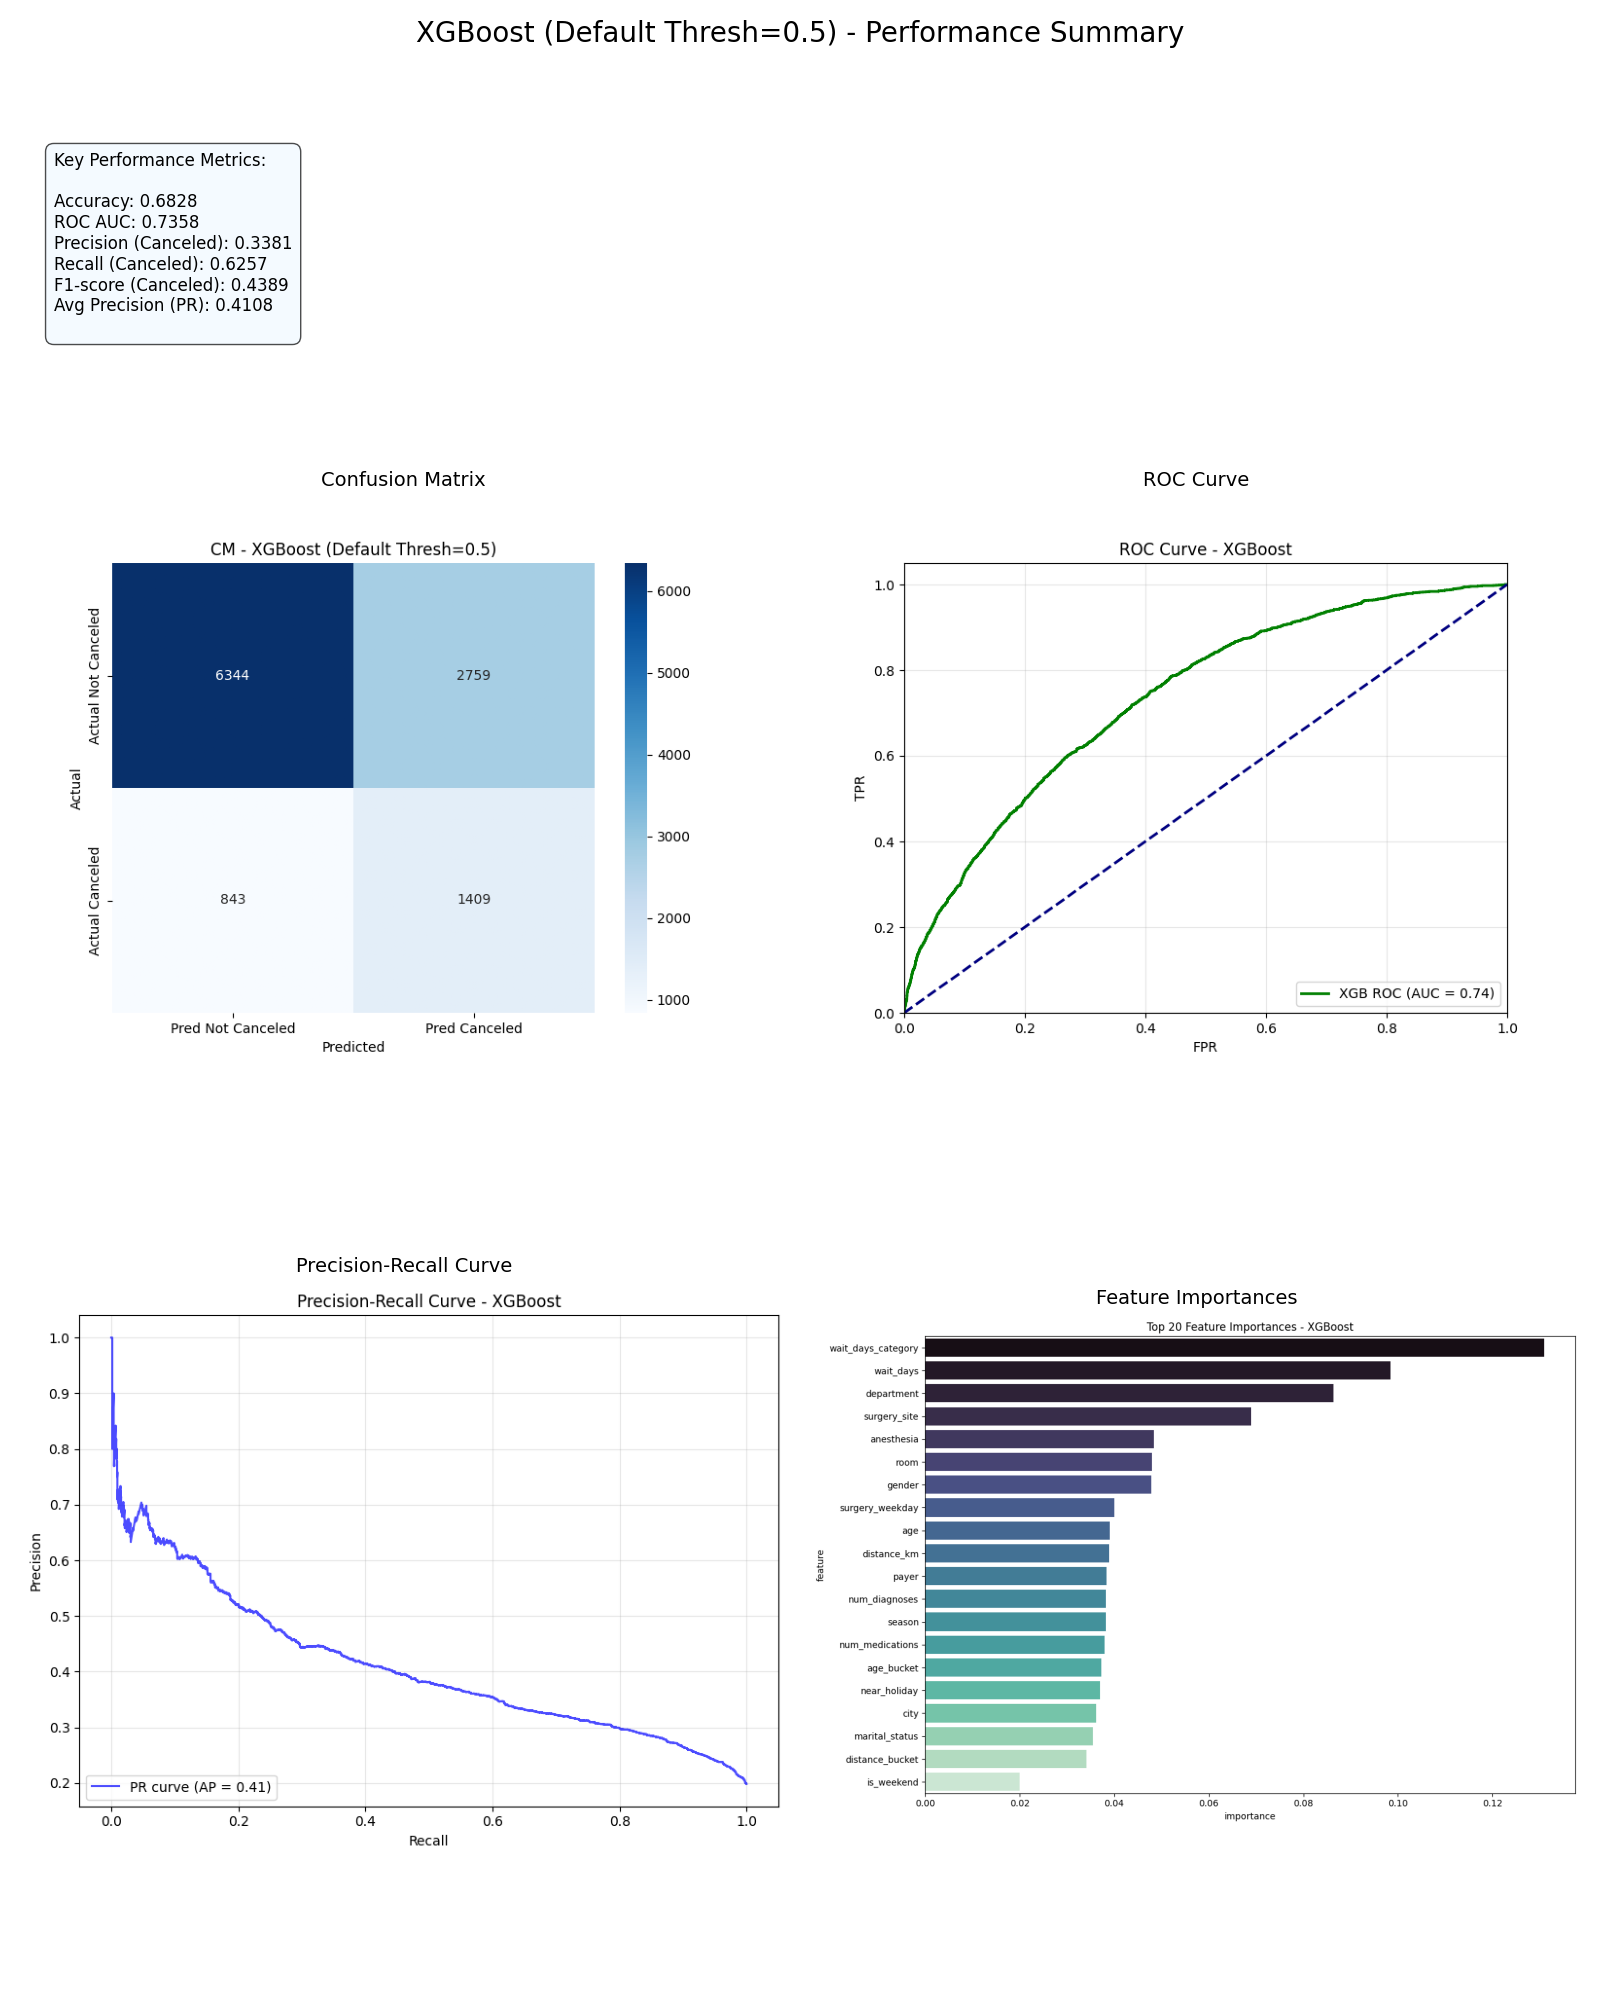 XGBoost (Default Thresh=0.5) - Performance Summary
Key Performance Metrics:
Accuracy: 0.6828
ROC AUC: 0.7358
Precision (Canceled): 0.3381
Recall (Canceled): 0.6257
F1-score (Canceled): 0.4389
Avg Precision (PR): 0.4108
Confusion Matrix
CM - XGBoost (Default Thresh=0.5)
Actual
Actual Not Canceled
Actual Canceled
6344
2759
843
1409
Pred Not Canceled
Pred Canceled
Predicted
6000
5000
4000
3000
2000
1000
ROC Curve
ROC Curve - XGBoost
TPR
1.0
0.8
0.6
0.4
0.2
0.0
0.0
0.2
0.4
0.6
0.8
1.0
FPR
XGB ROC (AUC = 0.74)
Precision-Recall Curve
Precision-Recall Curve - XGBoost
Precision
1.0
0.9
0.8
0.7
0.6
0.5
0.4
0.3
0.2
PR curve (AP = 0.41)
0.0
0.2
0.4
0.6
0.8
1.0
Recall
Feature Importances
Top 20 Feature Importances - XGBoost
feature
wait_days_category
wait_days
department
surgery_site
anesthesia
room
gender
surgery_weekday
age
distance_km
payer
num_diagnoses
season
num_medications
age_bucket
near_holiday
city
marital_status
distance_bucket
is_weekend
0.00
0.02
0.04
0.06
0.08
0.10
0.12
importance